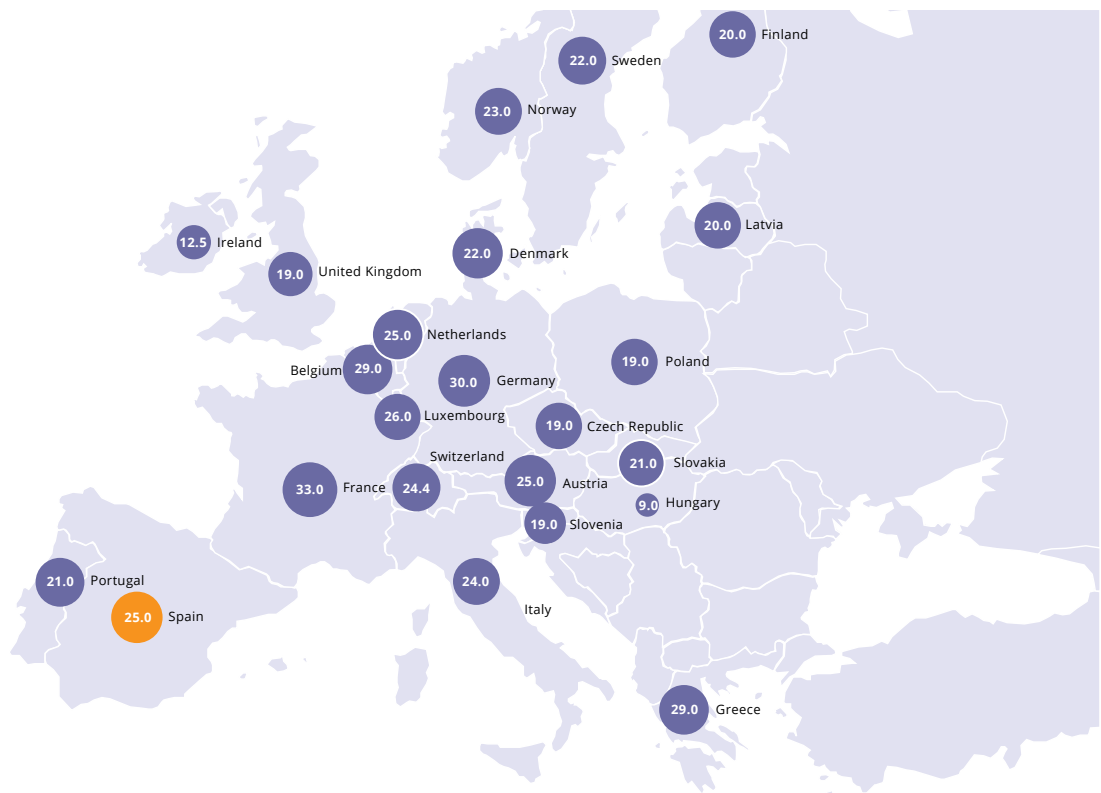 20.0 Finland
22.0 Sweden
23.0 Norway
20.0 Latvia
12.5 Ireland
22.0 Denmark
19.0 United Kingdom
25.0 Netherlands
19.0 Poland
Belgium 29.0
30.0 Germany
26.0 Luxembourg
19.0 Czech Republic
Switzerland
21.0 Slovakia
33.0 France
24.4
25.0 Austria
9.0 Hungary
19.0 Slovenia
21.0 Portugal
24.0
Italy
25.0 Spain
29.0 Greece